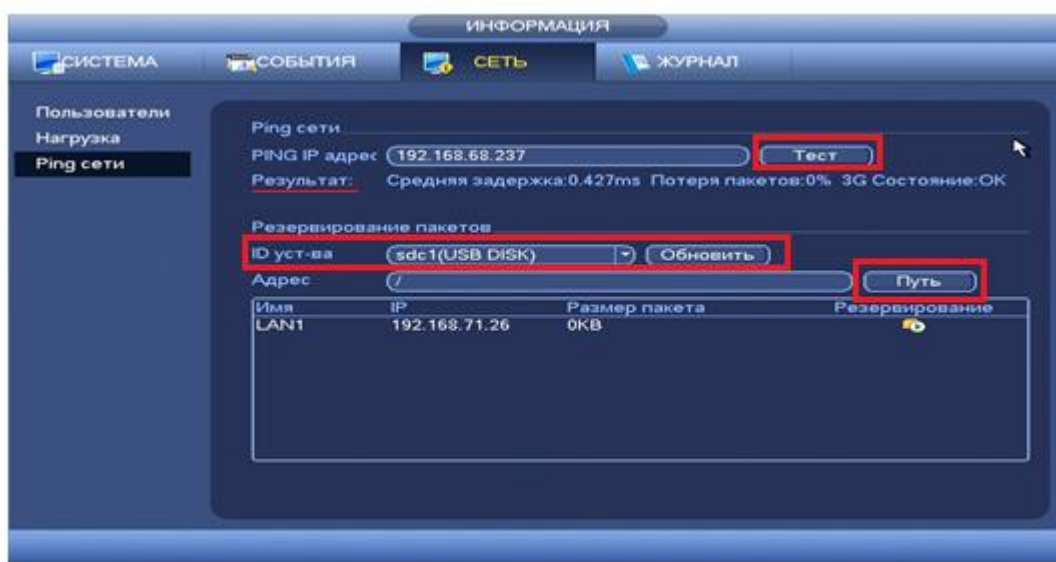 ИНФОРМАЦИЯ
СИСТЕМА СОБЫТИЯ СЕТЬ ЖУРНАЛ
Пользователи
Нагрузка
Ping сети
Ping сети
PING IP адрес 192.168.68.237 Тест
Результат: Средняя задержка:0.427ms Потеря пакетов:0% 3G Состояние:OK
Резервирование пакетов
ID уст-ва sdc1(USB DISK) Обновить
Адрес / Путь
Имя IP Размер пакета Резервирование
LAN1 192.168.71.26 0KB